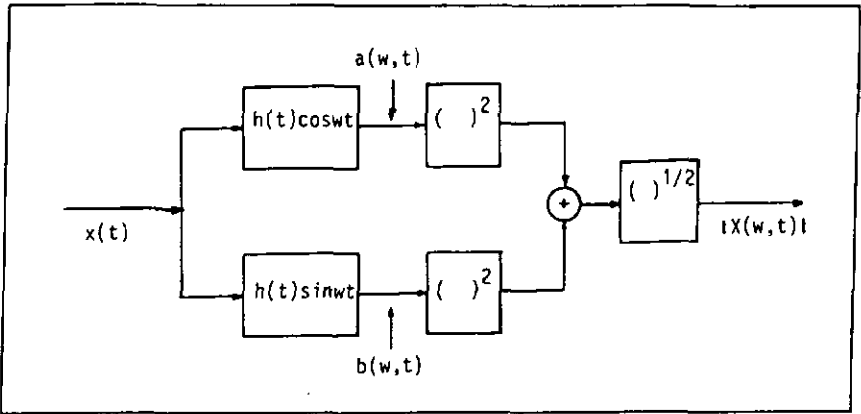 a(w,t)
h(t)coswt
( )2
x(t)
+
( )1/2
|X(w,t)|
h(t)sinwt
( )2
b(w,t)